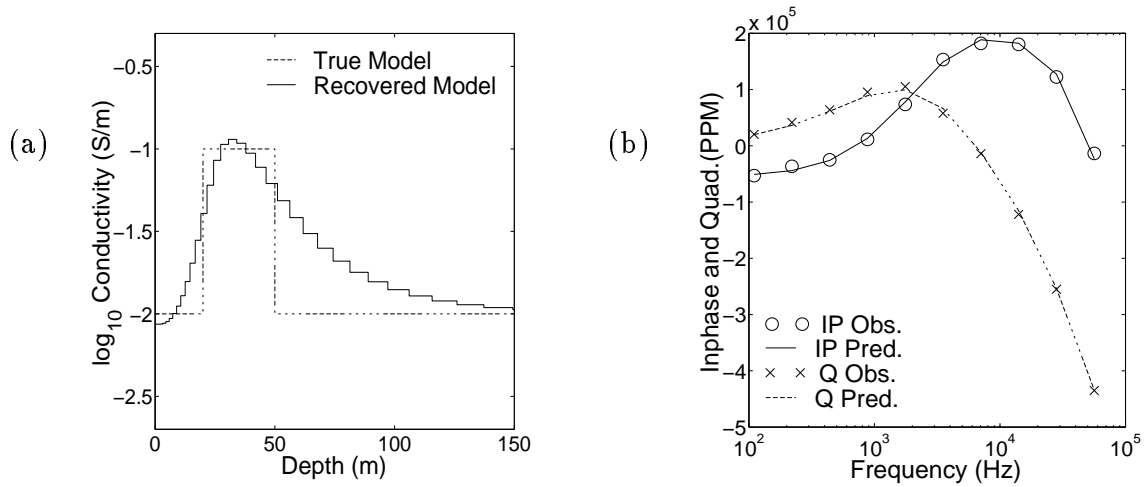 (a)
log10 Conductivity (S/m)
−0.5
−1
−1.5
−2
−2.5
True Model
Recovered Model
0 50 100 150
Depth (m)
(b)
Inphase and Quad.(PPM)
x 10^5
2
1
0
−1
−2
−3
−4
−5
IP Obs.
IP Pred.
Q Obs.
Q Pred.
10^2 10^3 10^4 10^5
Frequency (Hz)